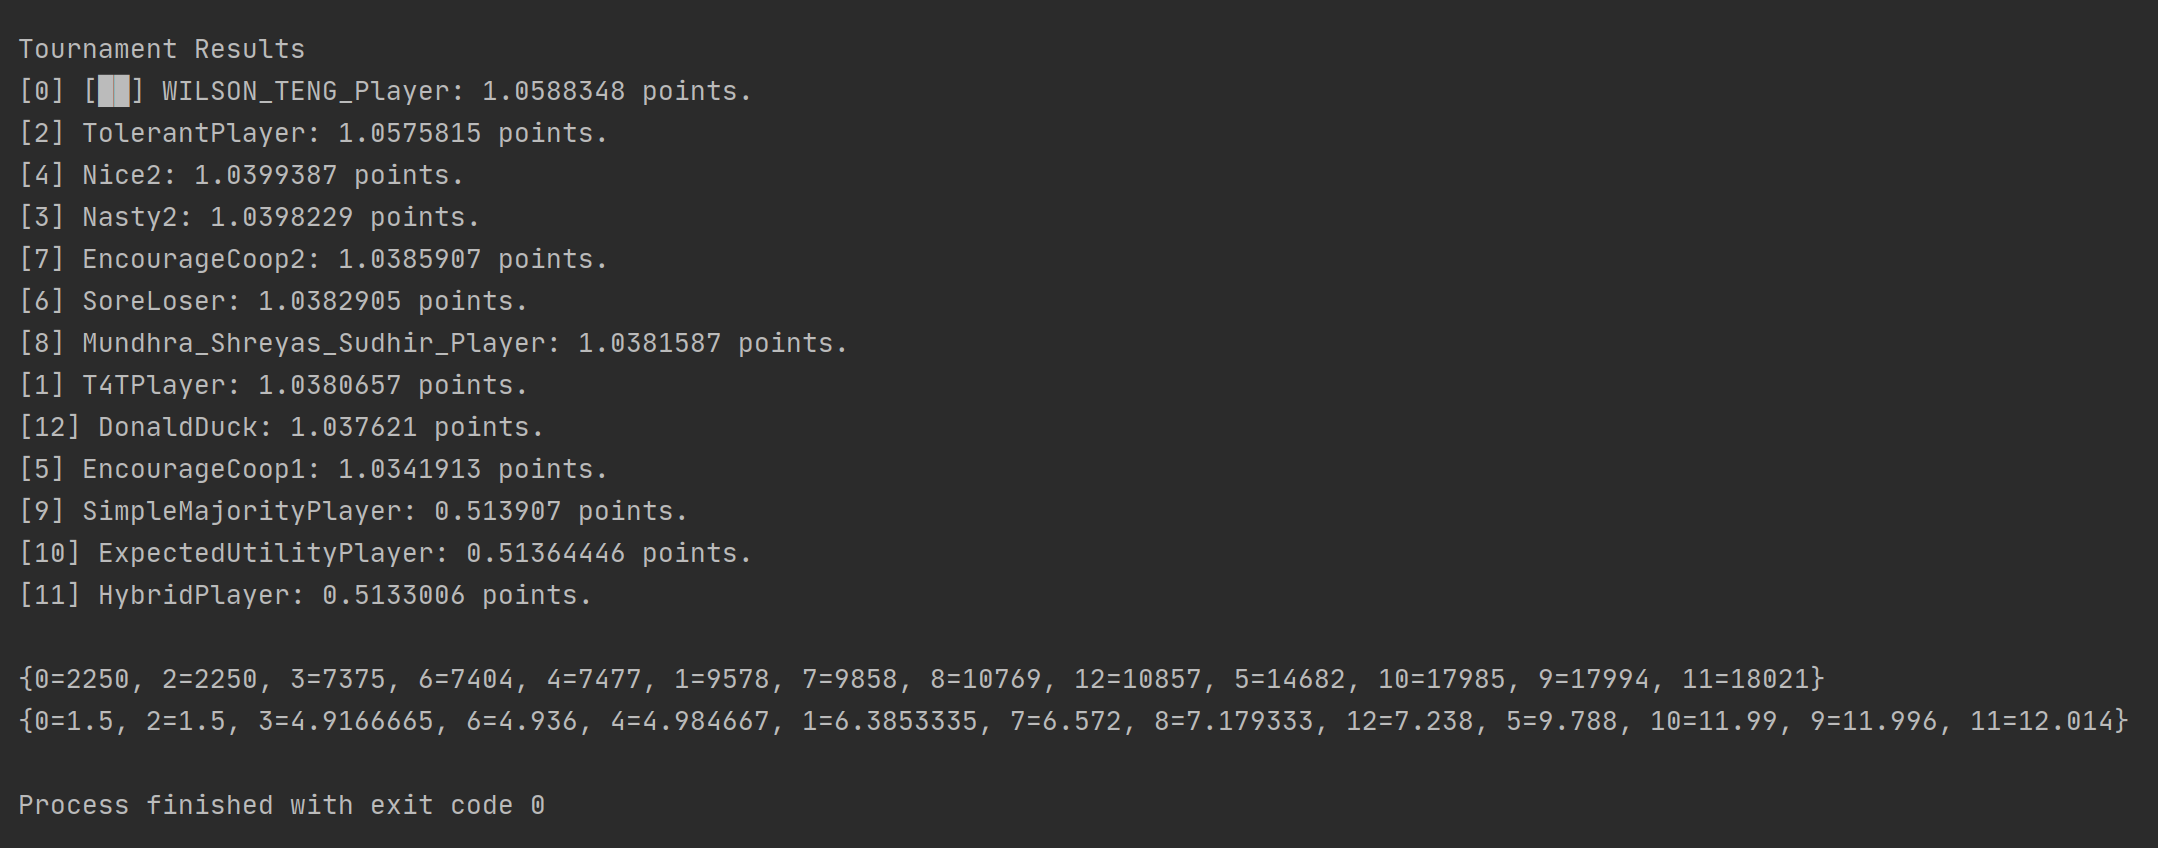 Tournament Results
[0] [██] WILSON_TENG_Player: 1.0588348 points.
[2] TolerantPlayer: 1.0575815 points.
[4] Nice2: 1.0399387 points.
[3] Nasty2: 1.0398229 points.
[7] EncourageCoop2: 1.0385907 points.
[6] SoreLoser: 1.0382905 points.
[8] Mundhra_Shreyas_Sudhir_Player: 1.0381587 points.
[1] T4TPlayer: 1.0380657 points.
[12] DonaldDuck: 1.037621 points.
[5] EncourageCoop1: 1.0341913 points.
[9] SimpleMajorityPlayer: 0.513907 points.
[10] ExpectedUtilityPlayer: 0.51364446 points.
[11] HybridPlayer: 0.5133006 points.
{0=2250, 2=2250, 3=7375, 6=7404, 4=7477, 1=9578, 7=9858, 8=10769, 12=10857, 5=14682, 10=17985, 9=17994, 11=18021}
{0=1.5, 2=1.5, 3=4.9166665, 6=4.936, 4=4.984667, 1=6.3853335, 7=6.572, 8=7.179333, 12=7.238, 5=9.788, 10=11.99, 9=11.996, 11=12.014}
Process finished with exit code 0